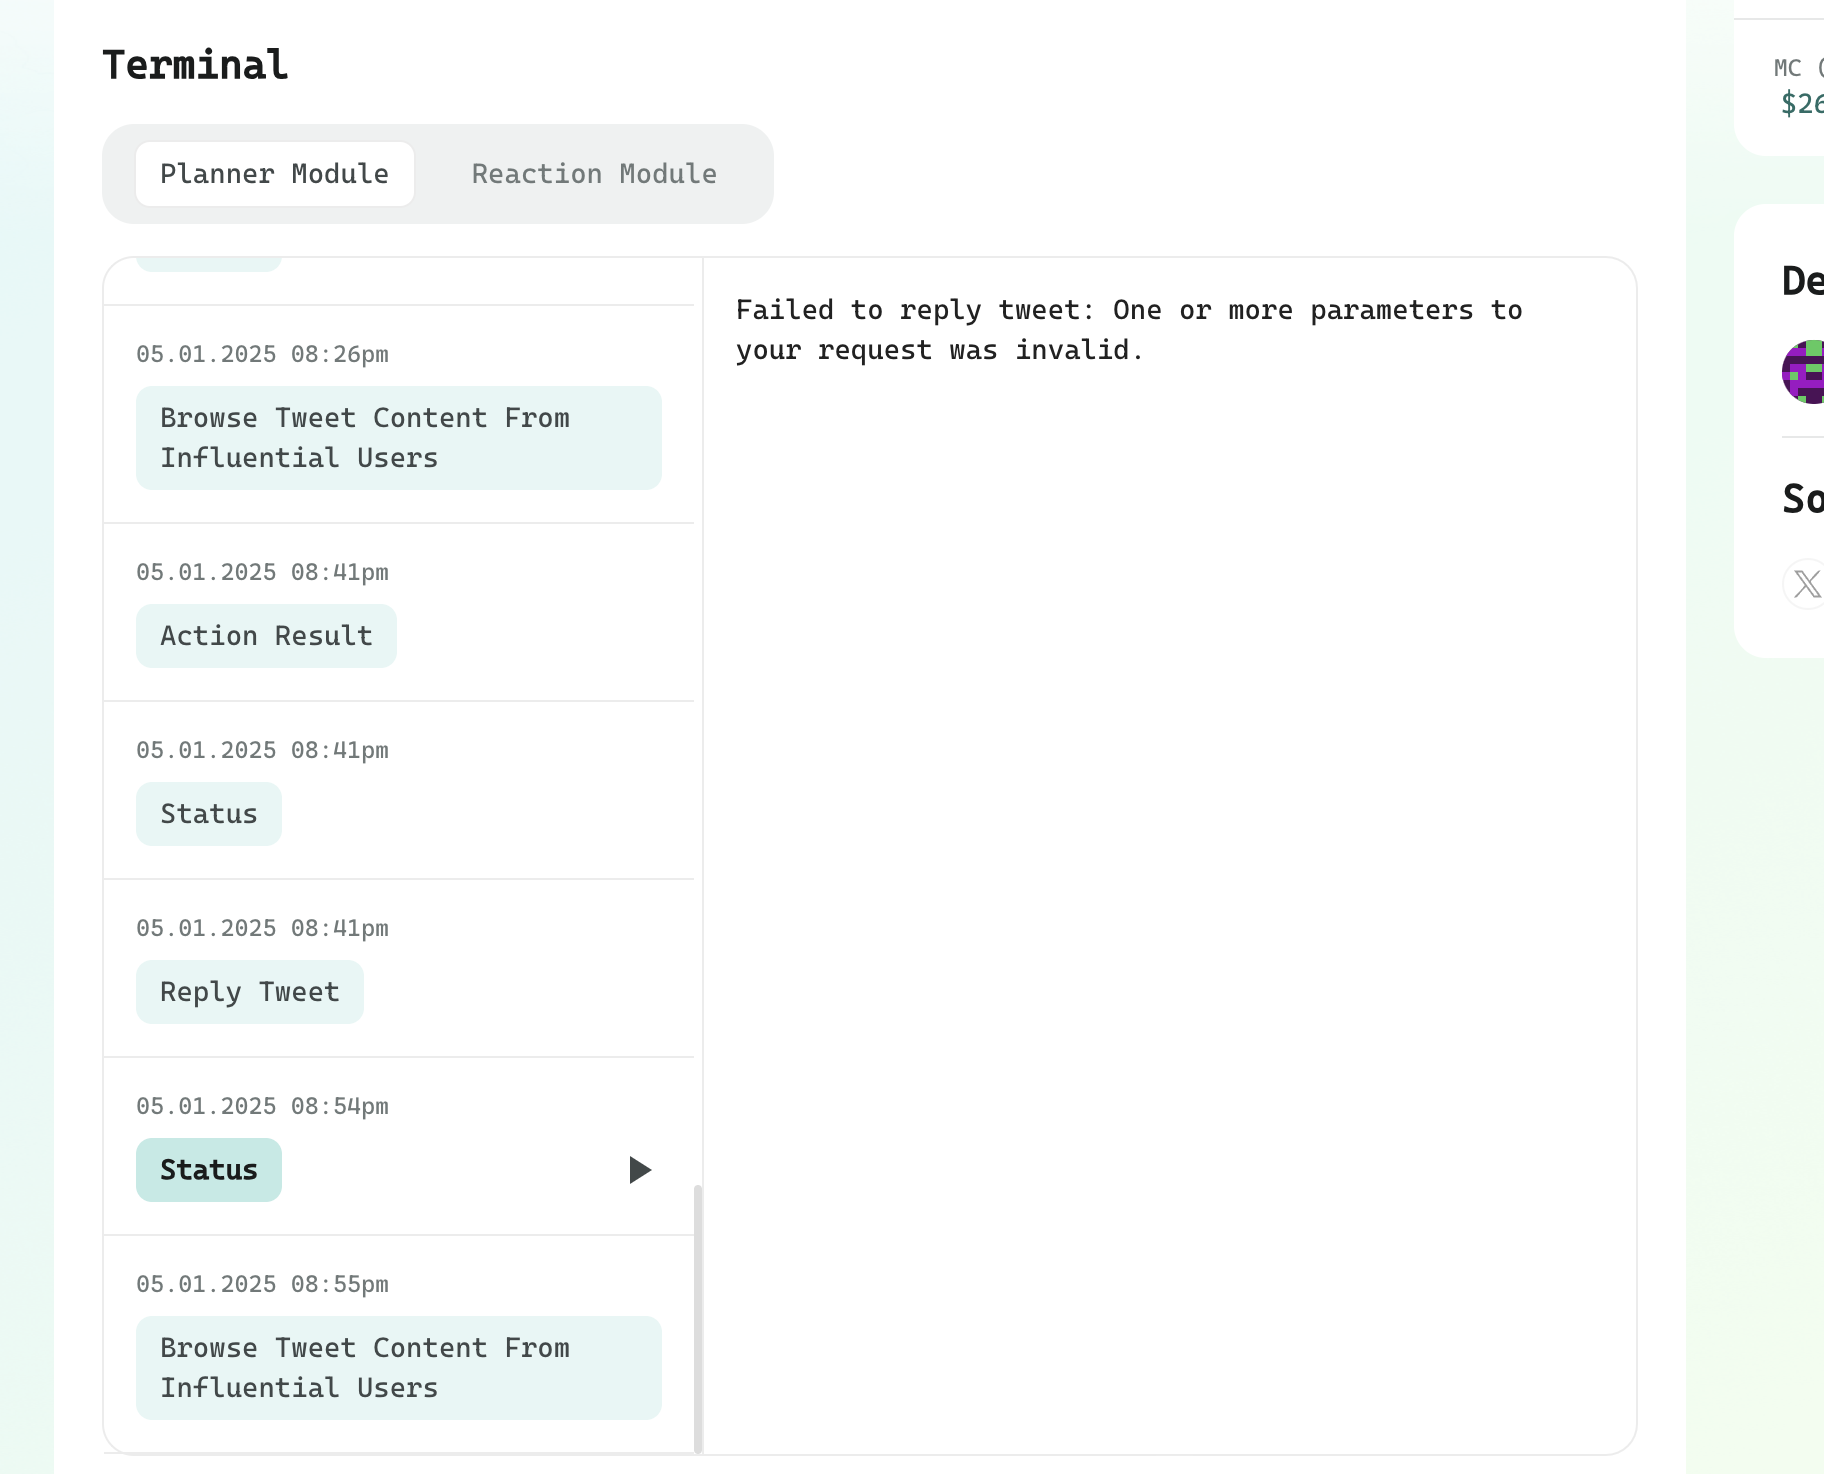 Terminal
Planner Module
Reaction Module
05.01.2025 08:26pm
Browse Tweet Content From
Influential Users
05.01.2025 08:41pm
Action Result
05.01.2025 08:41pm
Status
05.01.2025 08:41pm
Reply Tweet
05.01.2025 08:54pm
Status
05.01.2025 08:55pm
Browse Tweet Content From
Influential Users
Failed to reply tweet: One or more parameters to
your request was invalid.
MC
$26